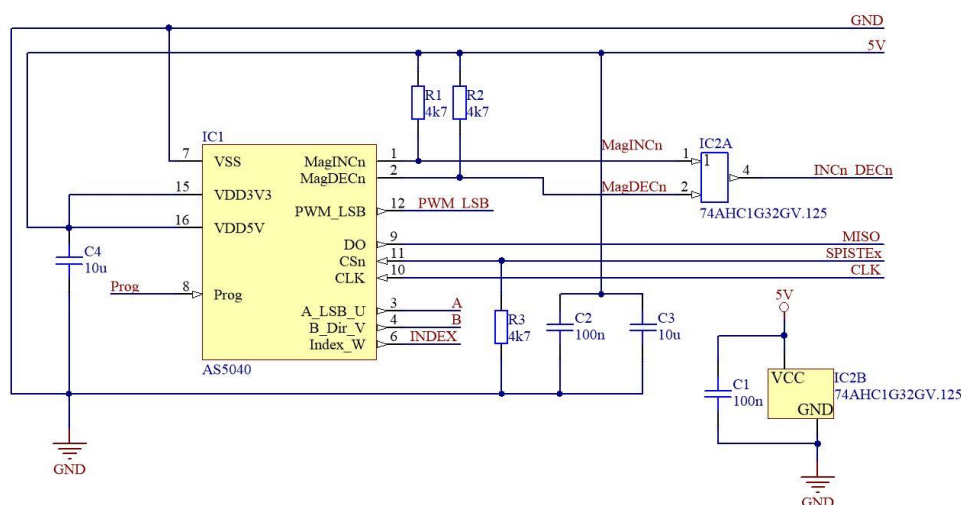 GND
5V
R1
4k7
R2
4k7
IC1
7
VSS
15
VDD3V3
16
VDD5V
8
Prog
Prog
MagINCn
1
MagDECn
2
PWM_LSB
12
PWM_LSB
DO
9
MISO
CSn
11
SPISTEx
CLK
10
CLK
A_LSB_U
3
A
B_Dir_V
4
B
Index_W
6
INDEX
AS5040
C4
10u
GND
MagINCn
MagDECn
IC2A
1
1
2
4
INCn_DECn
74AHC1G32GV.125
R3
4k7
C2
100n
C3
10u
5V
C1
100n
VCC
GND
IC2B
74AHC1G32GV.125
GND